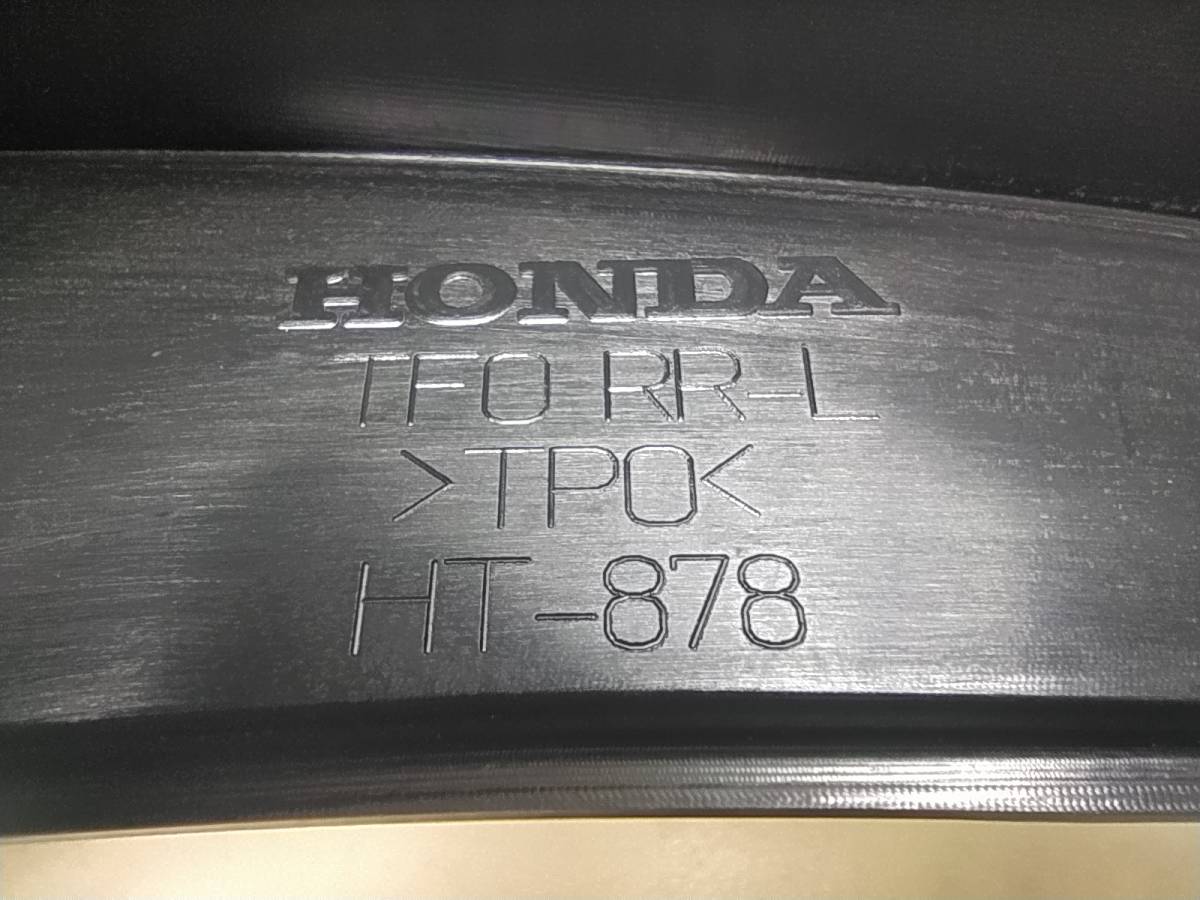 HONDA
TF0 RR-L
>TPO<
HT-878